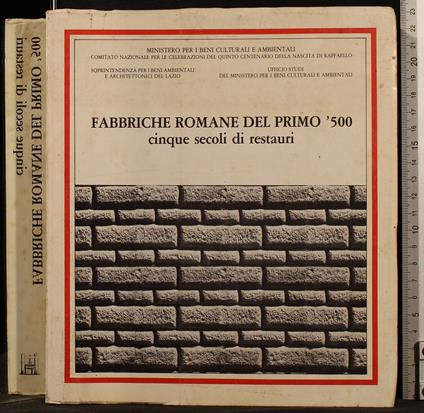 MINISTERO PER I BENI CULTURALI E AMBIENTALI
COMITATO NAZIONALE PER LE CELEBRAZIONI DEL QUINTO CENTENARIO DELLA NASCITA DI RAFFAELLO
SOPRINTENDENZA PER I BENI AMBIENTALI
E ARCHITETTONICI DEL LAZIO
UFFICIO STUDI
DEL MINISTERO PER I BENI CULTURALI E AMBIENTALI
FABBRICHE ROMANE DEL PRIMO '500
cinque secoli di restauri
FABBRICHE ROMANE DEL PRIMO '500
cinque secoli di restauri